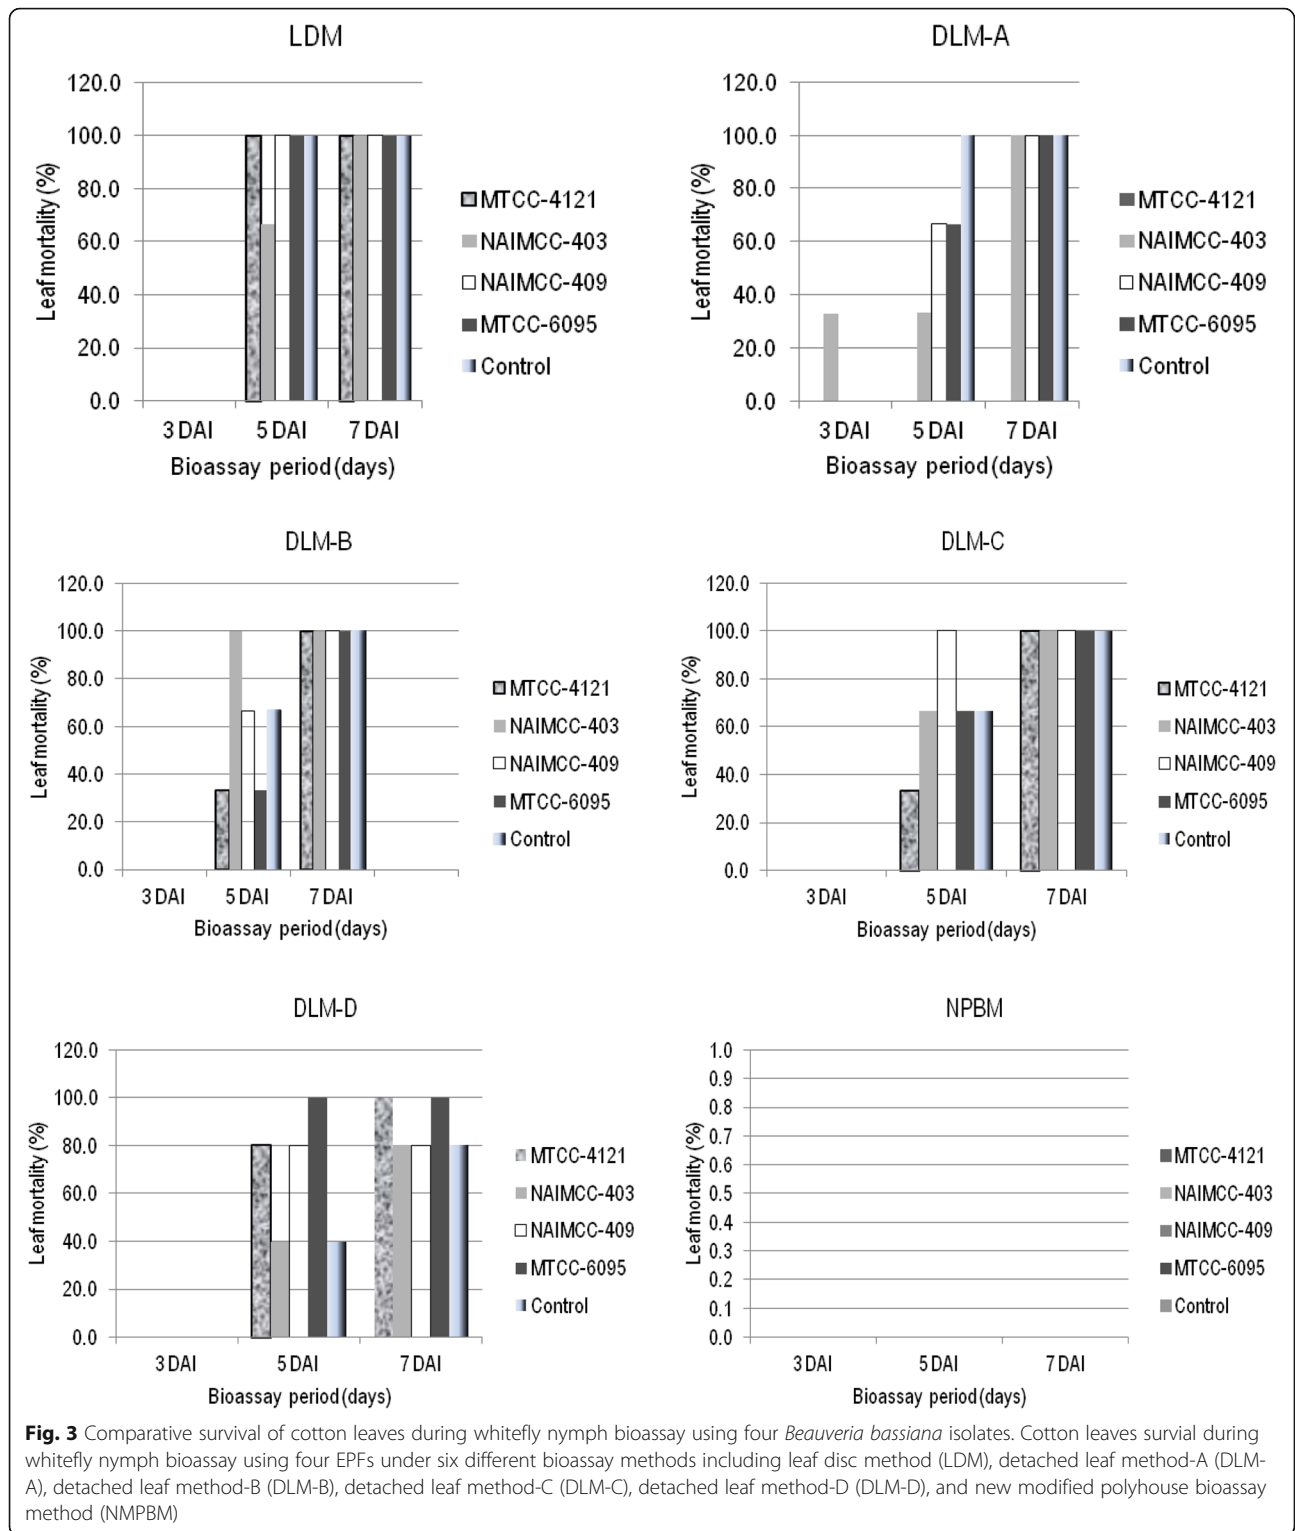 LDM
120.0
100.0
80.0
60.0
40.0
20.0
0.0
Leaf mortality (%)
3 DAI 5 DAI 7 DAI
Bioassay period (days)
MTCC-4121
NAIMCC-403
NAIMCC-409
MTCC-6095
Control
DLM-A
120.0
100.0
80.0
60.0
40.0
20.0
0.0
Leaf mortality (%)
3 DAI 5 DAI 7 DAI
Bioassay period (days)
MTCC-4121
NAIMCC-403
NAIMCC-409
MTCC-6095
Control
DLM-B
120.0
100.0
80.0
60.0
40.0
20.0
0.0
Leaf mortality (%)
3 DAI 5 DAI 7 DAI
Bioassay period (days)
MTCC-4121
NAIMCC-403
NAIMCC-409
MTCC-6095
Control
DLM-C
120.0
100.0
80.0
60.0
40.0
20.0
0.0
Leaf mortality (%)
3 DAI 5 DAI 7 DAI
Bioassay period (days)
MTCC-4121
NAIMCC-403
NAIMCC-409
MTCC-6095
Control
DLM-D
120.0
100.0
80.0
60.0
40.0
20.0
0.0
Leaf mortality (%)
3 DAI 5 DAI 7 DAI
Bioassay period (days)
MTCC-4121
NAIMCC-403
NAIMCC-409
MTCC-6095
Control
NPBM
1.0
0.9
0.8
0.7
0.6
0.5
0.4
0.3
0.2
0.1
0.0
Leaf mortality (%)
3 DAI 5 DAI 7 DAI
Bioassay period (days)
MTCC-4121
NAIMCC-403
NAIMCC-409
MTCC-6095
Control
Fig. 3 Comparative survival of cotton leaves during whitefly nymph bioassay using four Beauveria bassiana isolates. Cotton leaves survial during
whitefly nymph bioassay using four EPFs under six different bioassay methods including leaf disc method (LDM), detached leaf method-A (DLM-
A), detached leaf method-B (DLM-B), detached leaf method-C (DLM-C), detached leaf method-D (DLM-D), and new modified polyhouse bioassay
method (NMPBM)